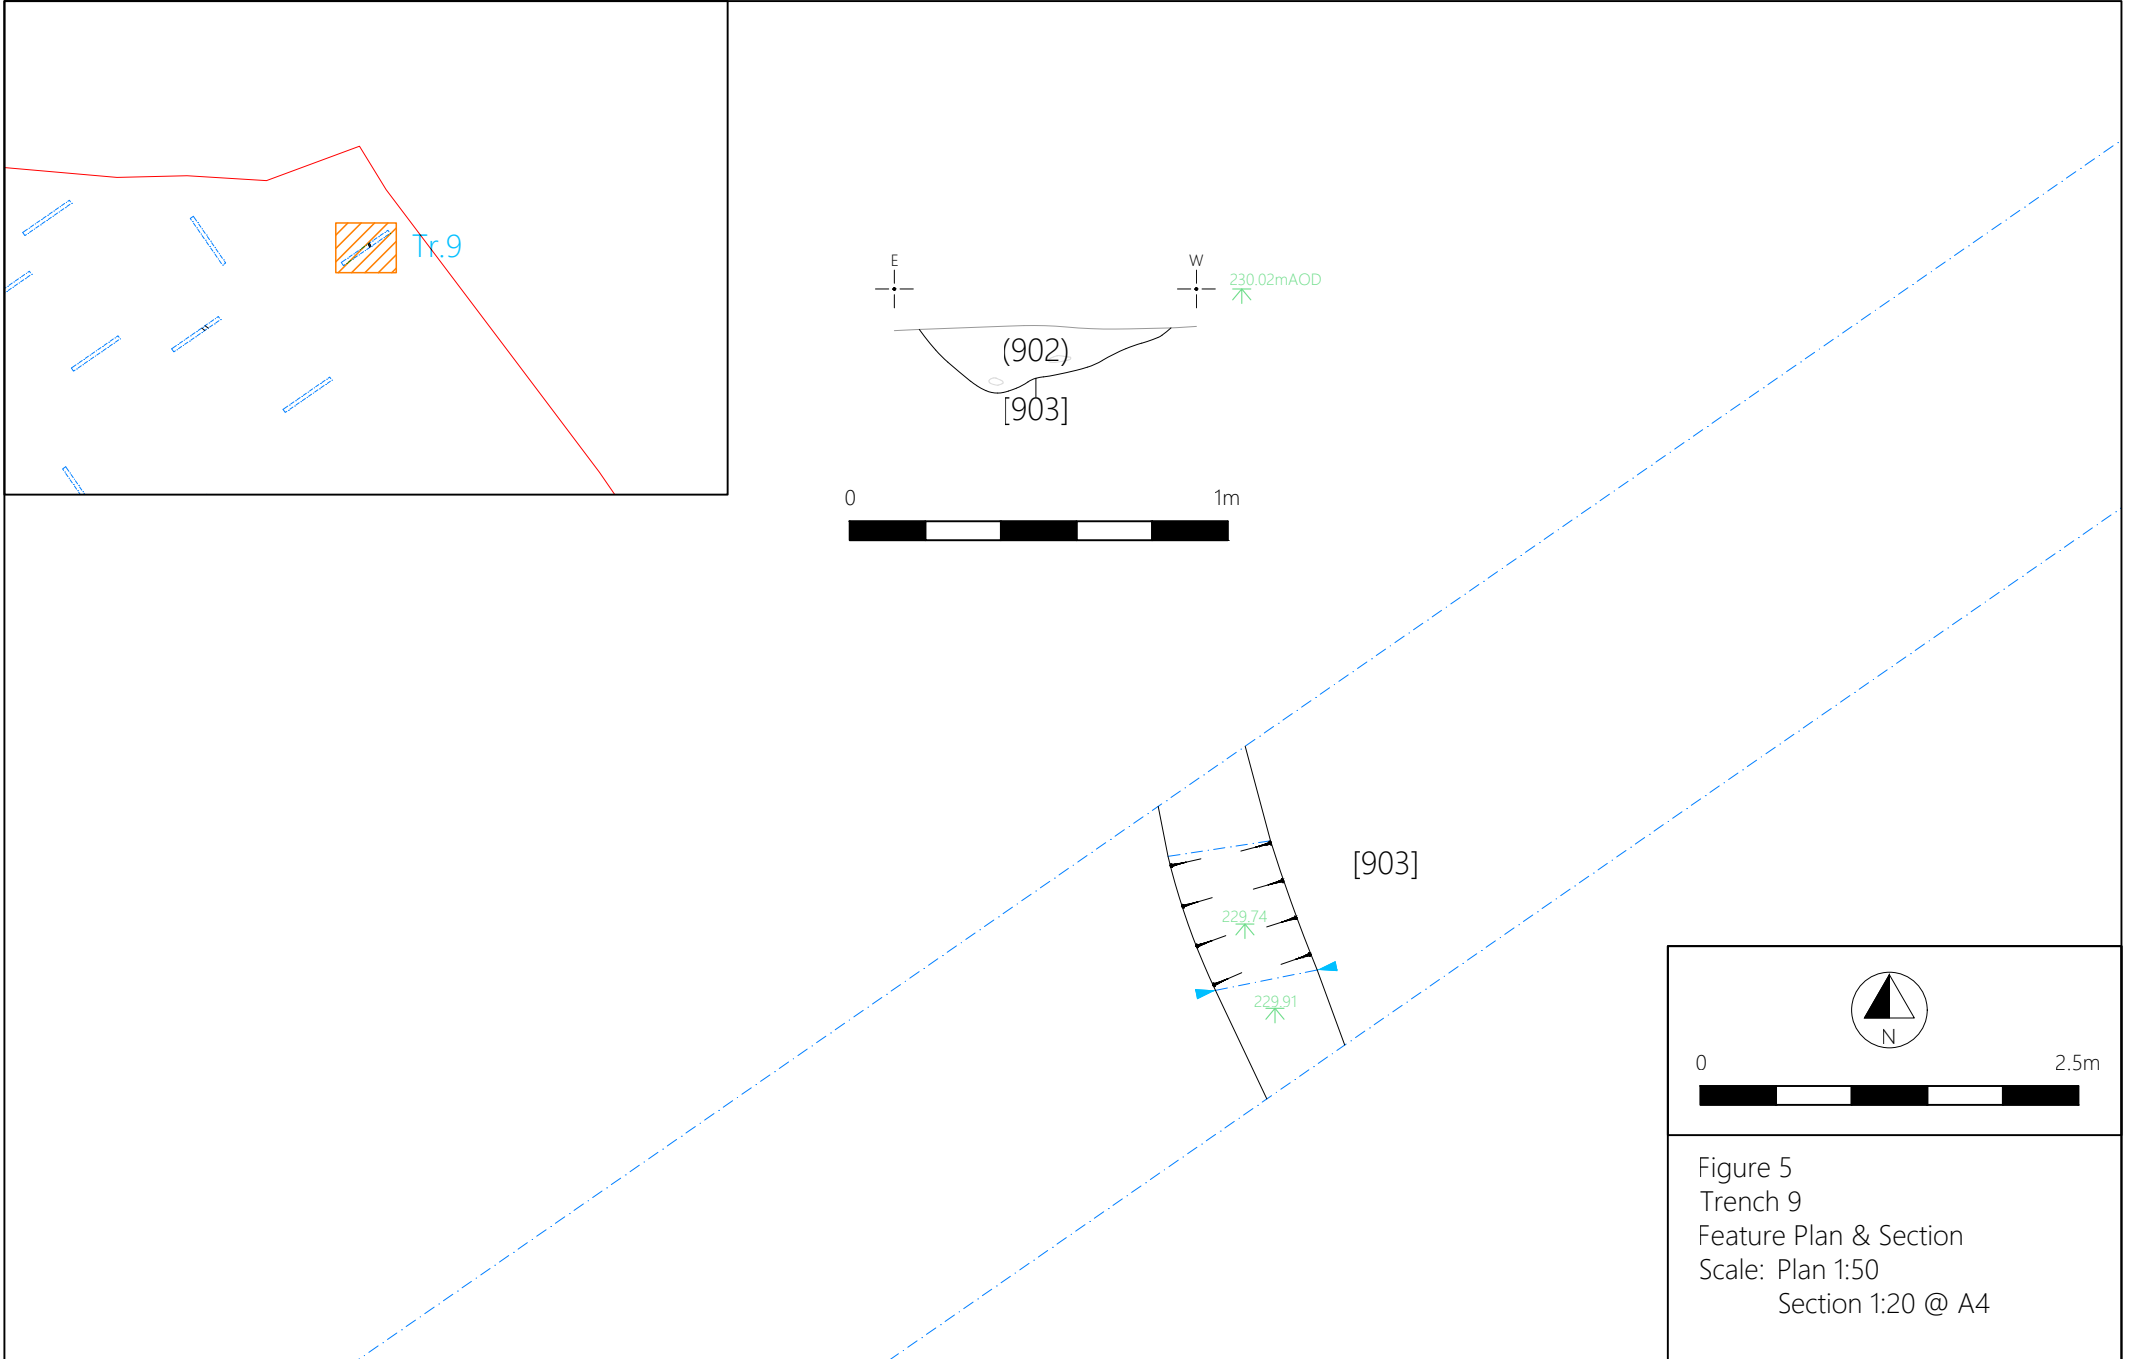 Tr.9
E
W
230.02mAOD
(902)
[903]
0
1m
[903]
229.74
229.91
N
0
2.5m
Figure 5
Trench 9
Feature Plan & Section
Scale: Plan 1:50
Section 1:20 @ A4